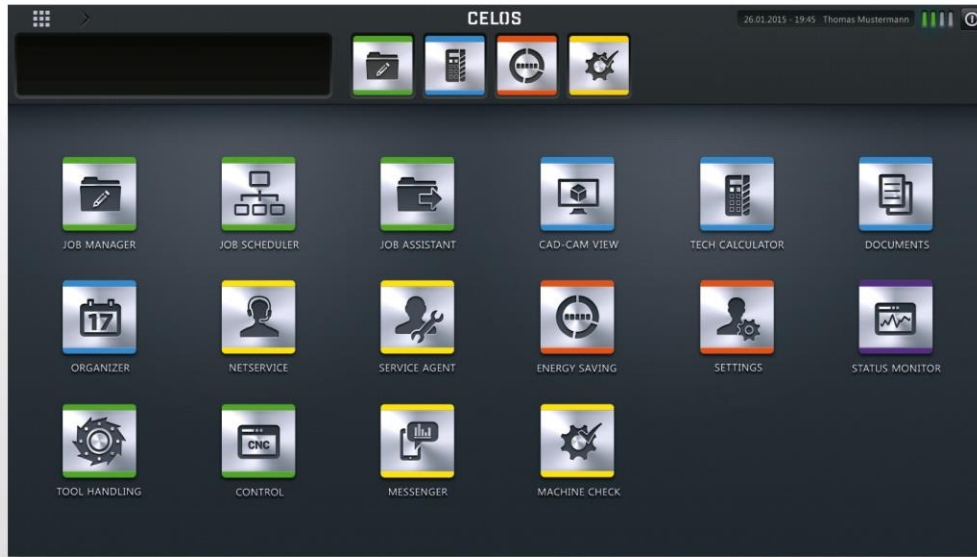 CELOS
26.01.2015 - 19:45 Thomas Mustermann
JOB MANAGER
JOB SCHEDULER
JOB ASSISTANT
CAD-CAM VIEW
TECH CALCULATOR
DOCUMENTS
17
ORGANIZER
NETSERVICE
SERVICE AGENT
ENERGY SAVING
SETTINGS
STATUS MONITOR
TOOL HANDLING
CNC
CONTROL
MESSENGER
MACHINE CHECK